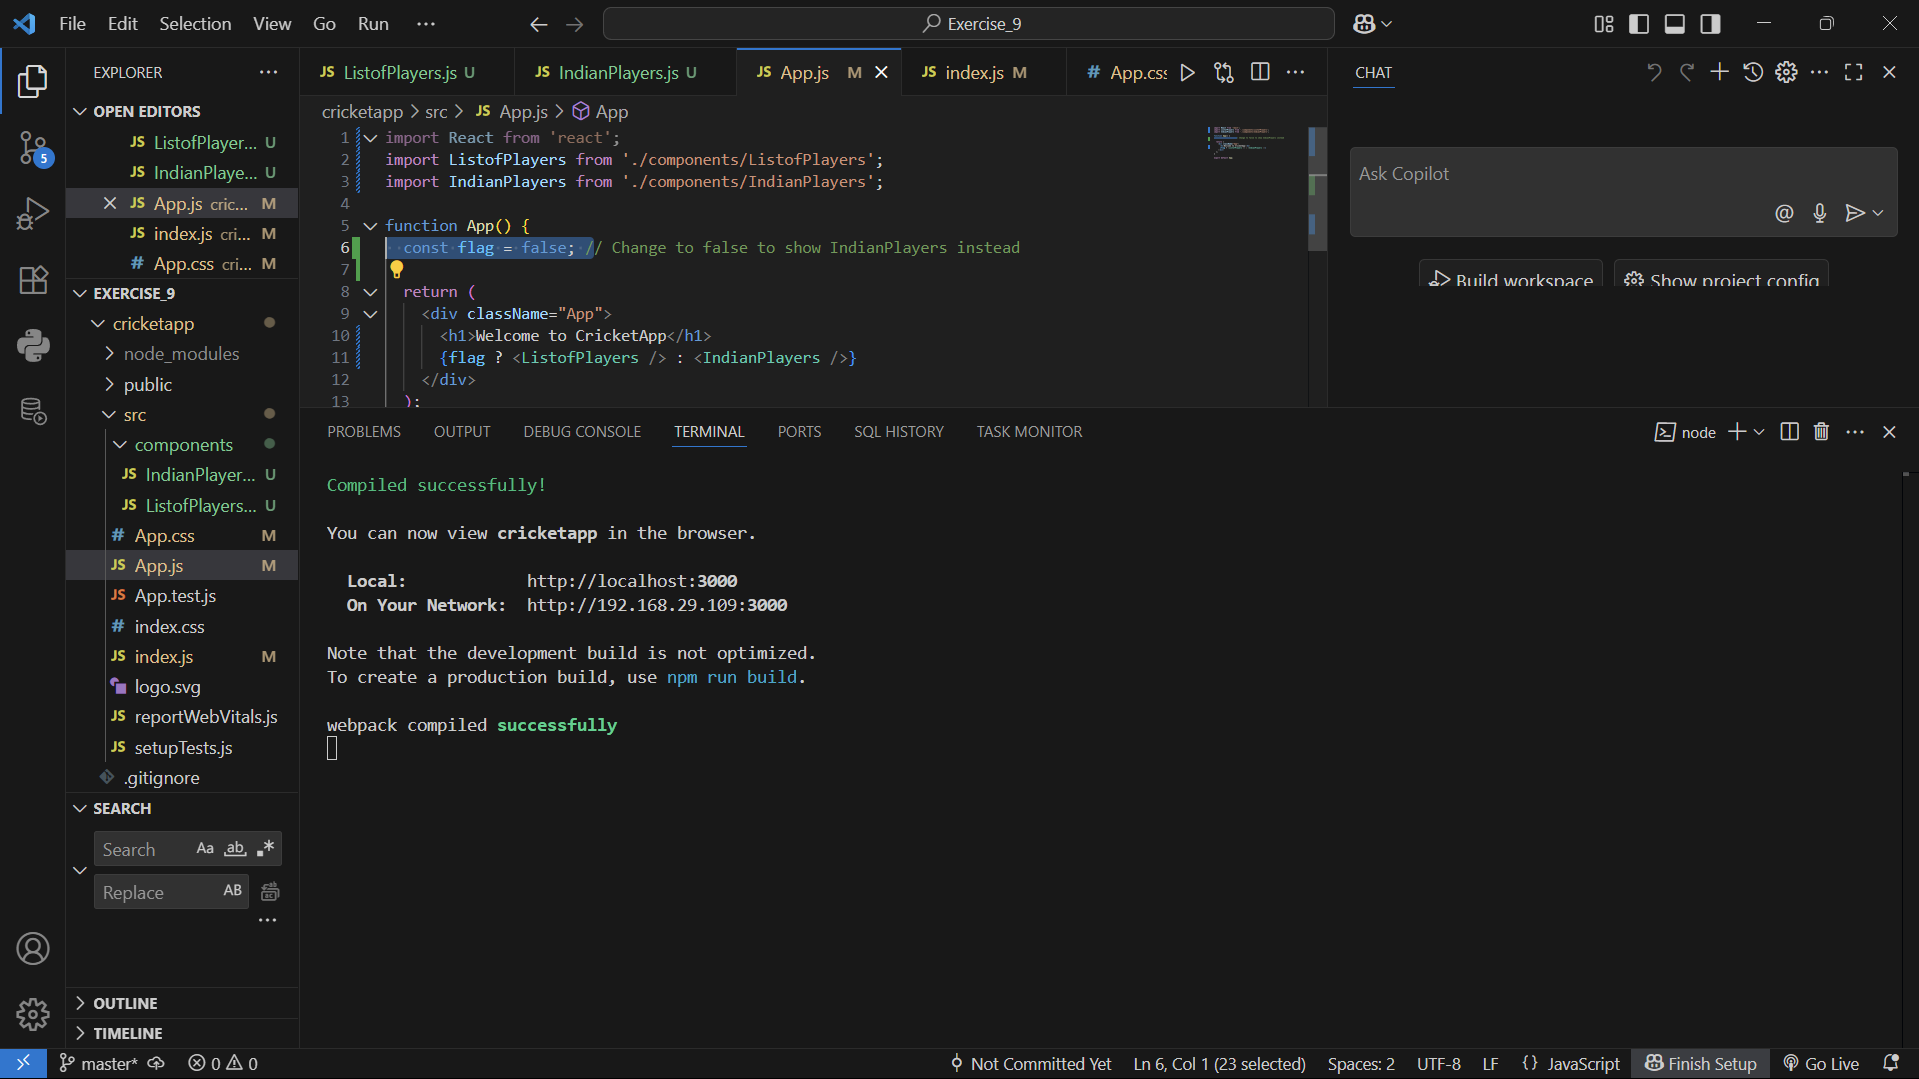 File Edit Selection View Go Run ···
Exercise_9
EXPLORER ···
OPEN EDITORS
JS ListofPlayer... U
JS IndianPlaye... U
JS App.js cric... M
JS index.js cri... M
# App.css cri... M
EXERCISE_9
cricketapp
node_modules
public
src
components
JS IndianPlayer... U
JS ListofPlayers... U
# App.css M
JS App.js M
JS App.test.js
# index.css
JS index.js M
logo.svg
JS reportWebVitals.js
JS setupTests.js
.gitignore
SEARCH
Search Aa ab .*
Replace AB
···
OUTLINE
TIMELINE
5
JS ListofPlayers.js U
JS IndianPlayers.js U
JS App.js M
JS index.js M
# App.css
cricketapp > src > JS App.js > App
1 import React from 'react';
2 import ListofPlayers from './components/ListofPlayers';
3 import IndianPlayers from './components/IndianPlayers';
4
5 function App() {
6 const flag = false; // Change to false to show IndianPlayers instead
7
8 return (
9 <div className="App">
10 <h1>Welcome to CricketApp</h1>
11 {flag ? <ListofPlayers /> : <IndianPlayers />}
12 </div>
13 );
CHAT
Ask Copilot
@
Build workspace
Show project config
PROBLEMS OUTPUT DEBUG CONSOLE TERMINAL PORTS SQL HISTORY TASK MONITOR
node
Compiled successfully!
You can now view cricketapp in the browser.
Local: http://localhost:3000
On Your Network: http://192.168.29.109:3000
Note that the development build is not optimized.
To create a production build, use npm run build.
webpack compiled successfully
master* 0 0
Not Committed Yet Ln 6, Col 1 (23 selected) Spaces: 2 UTF-8 LF {} JavaScript Finish Setup Go Live